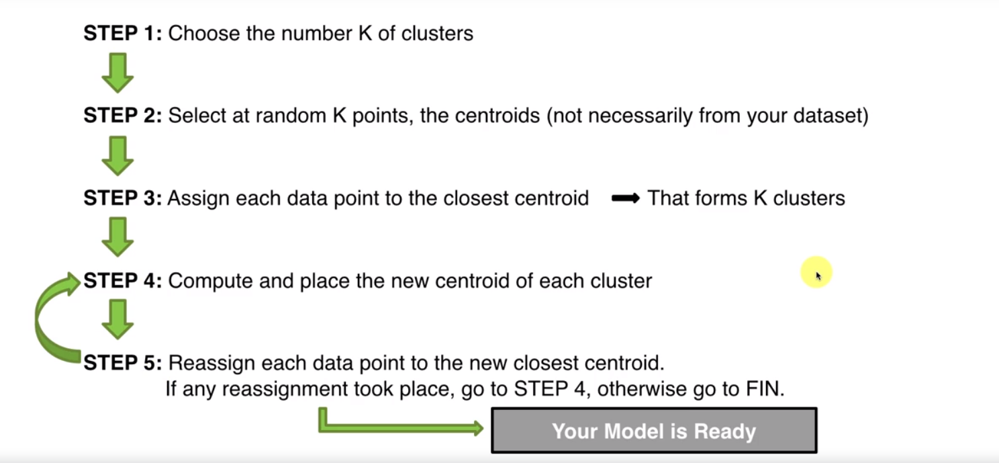 STEP 1: Choose the number K of clusters
STEP 2: Select at random K points, the centroids (not necessarily from your dataset)
STEP 3: Assign each data point to the closest centroid That forms K clusters
STEP 4: Compute and place the new centroid of each cluster
STEP 5: Reassign each data point to the new closest centroid.
If any reassignment took place, go to STEP 4, otherwise go to FIN.
Your Model is Ready